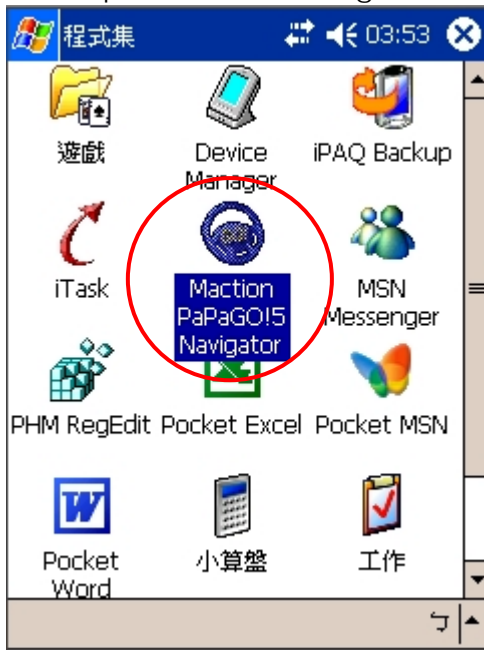 程式集 03:53
遊戲 Device Manager iPAQ Backup
iTask Maction PaPaGO!5 Navigator MSN Messenger
PHM RegEdit Pocket Excel Pocket MSN
Pocket Word 小算盤 工作
ㄅ